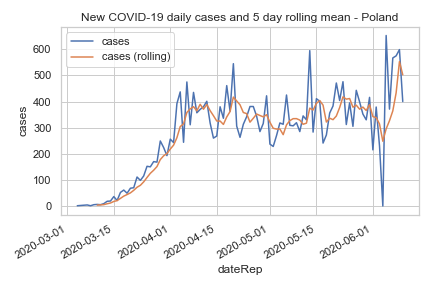 New COVID-19 daily cases and 5 day rolling mean - Poland
cases
cases (rolling)
600
500
400
300
200
100
0
cases
2020-03-01
2020-03-15
2020-04-01
2020-04-15
2020-05-01
2020-05-15
2020-06-01
dateRep